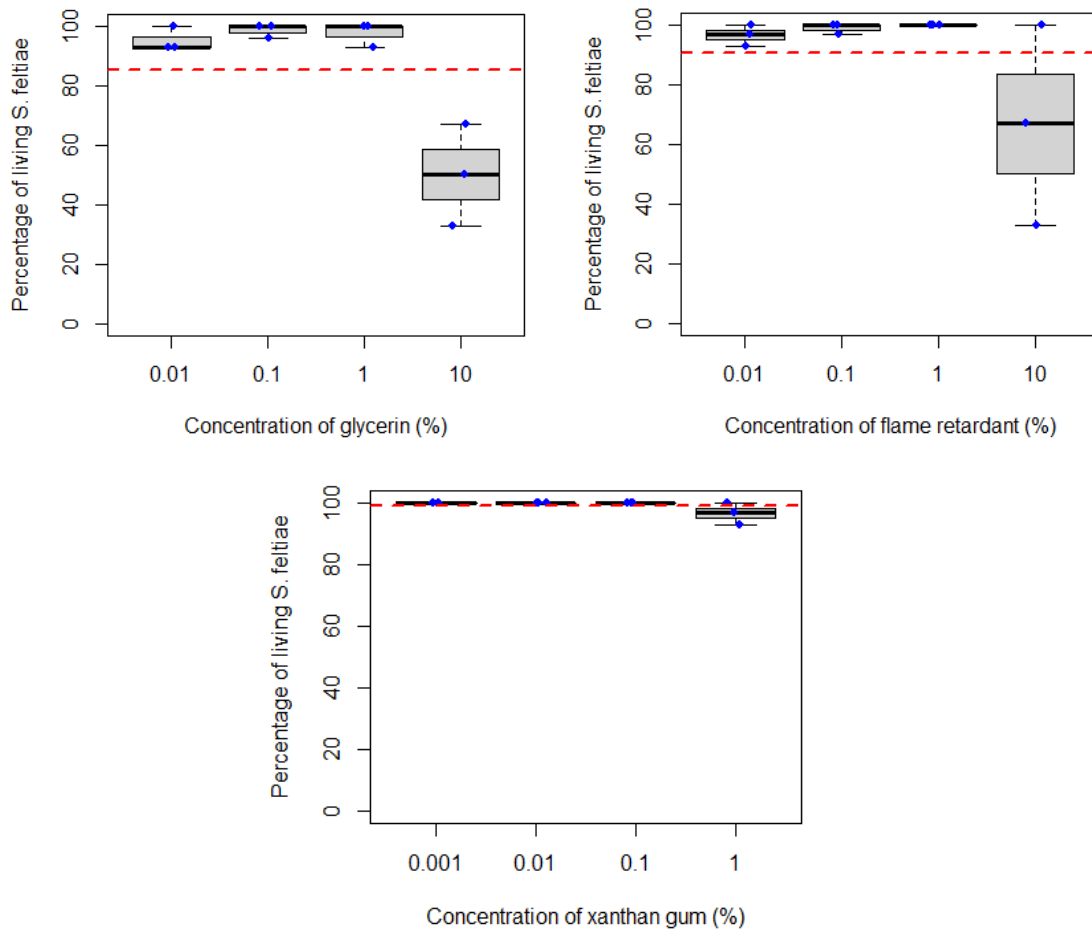 Percentage of living S. feltiae
100
80
60
40
20
0
0.01 0.1 1 10
Concentration of glycerin (%)
Percentage of living S. feltiae
100
80
60
40
20
0
0.01 0.1 1 10
Concentration of flame retardant (%)
Percentage of living S. feltiae
100
80
60
40
20
0
0.001 0.01 0.1 1
Concentration of xanthan gum (%)